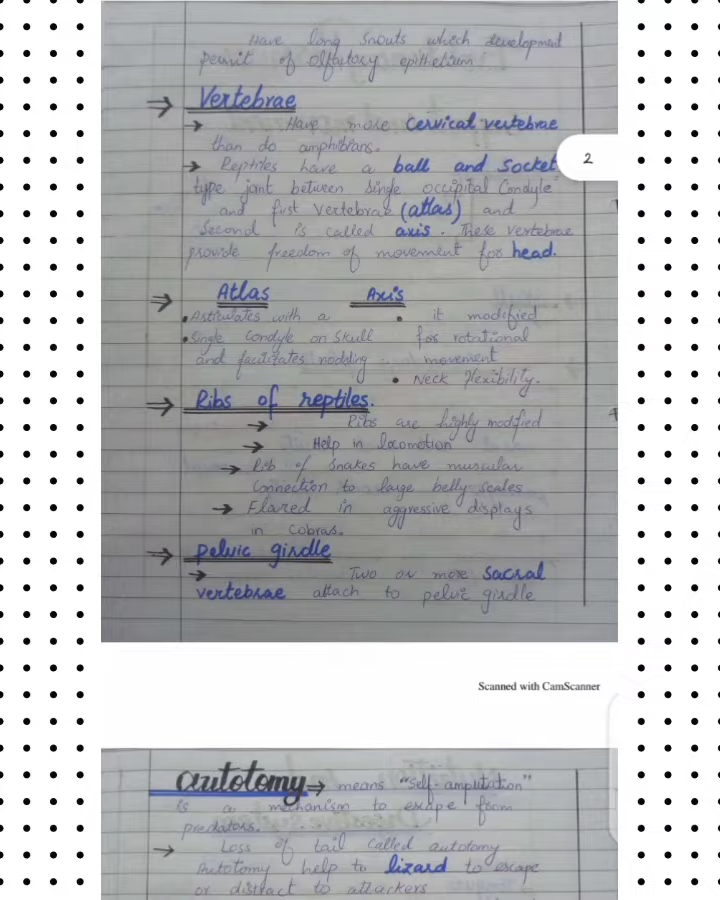 Have long snouts which development
permit of olfactory epithelium
⇒ Vertebrae
→ Have more cervical vertebrae
than do amphibians.
→ Reptiles have a ball and socket
2
type joint between single occipital Condyle
and first vertebrae (atlas) and
Second is called axis. These vertebrae
provide freedom of movement for head.
⇒ Atlas Axis
• Articulates with a • it modified
• Single Condyle on skull for rotational
and facilitates nodding movement
• Neck flexibility.
⇒ Ribs of reptiles.
→ Ribs are highly modified
→ Help in locomotion
→ Rib of snakes have muscular
Connection to large belly scales
→ Flared in aggressive displays
in Cobras.
⇒ pelvic girdle
→ Two or more sacral
vertebrae attach to pelvic girdle
Scanned with CamScanner
autotomy → means "self-amputation"
is a mechanism to escape from
predators.
→ Loss of tail called autotomy
Autotomy help to lizard to escape
or distract to attackers